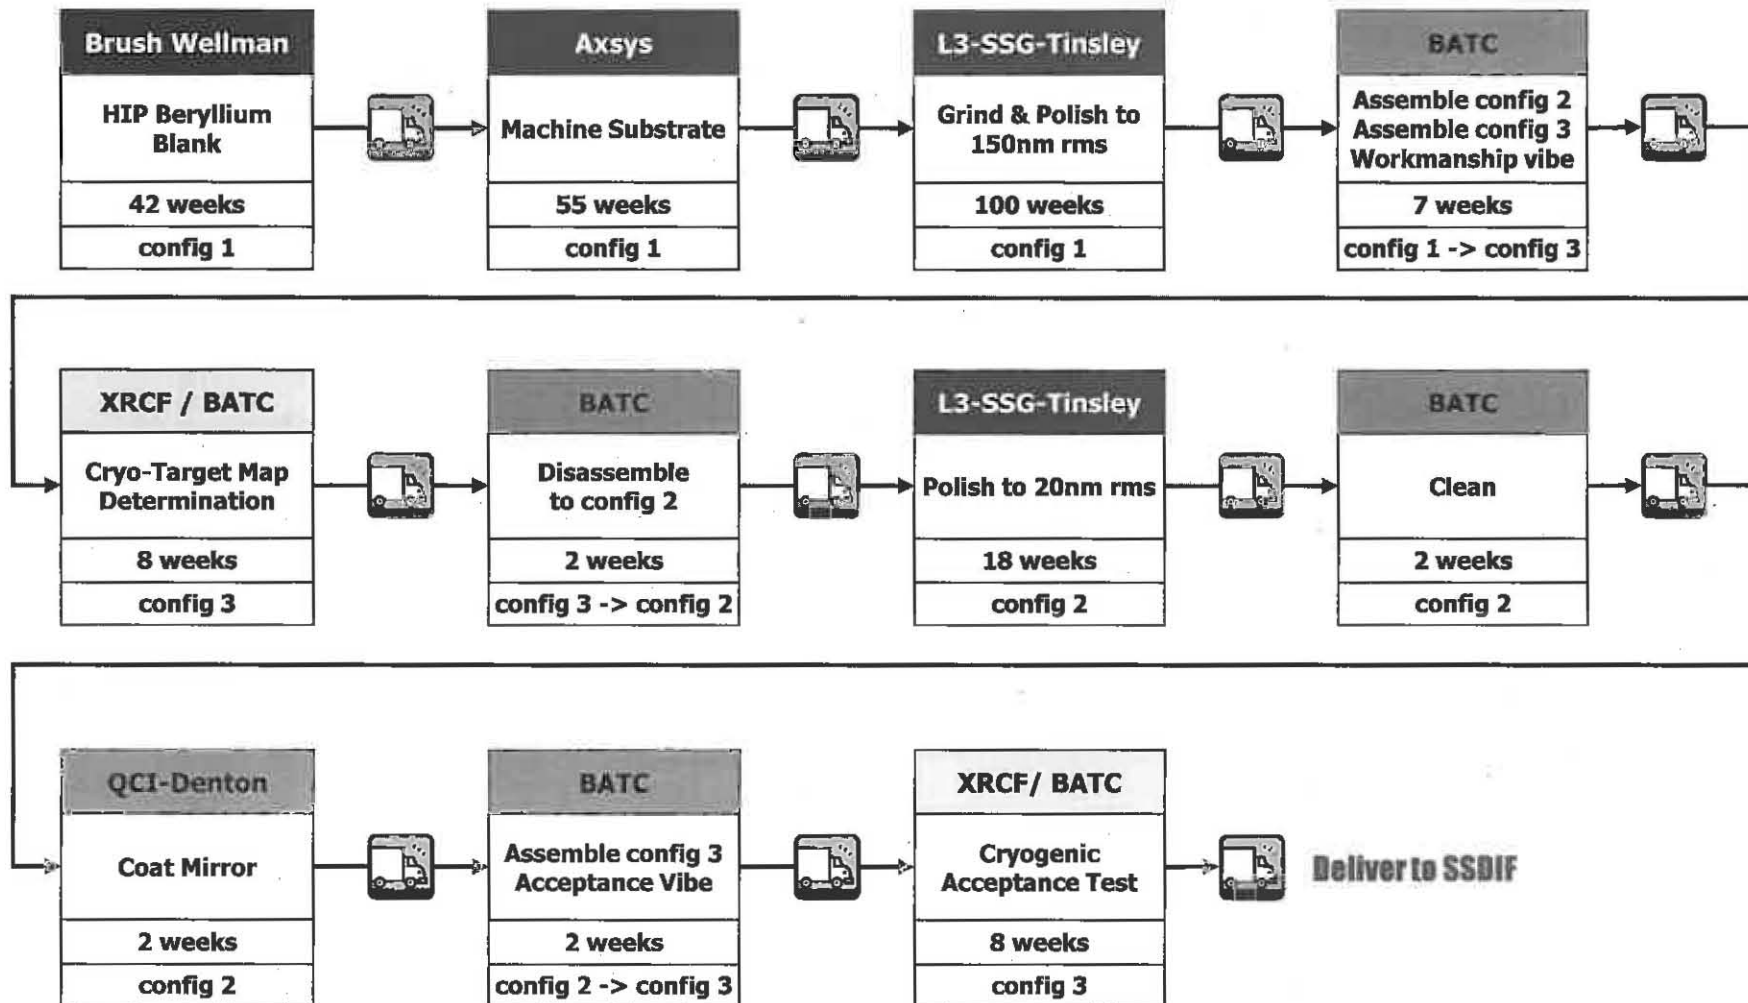 Brush Wellman
HIP Beryllium
Blank
42 weeks
config 1
Axsys
Machine Substrate
55 weeks
config 1
L3-SSG-Tinsley
Grind & Polish to
150nm rms
100 weeks
config 1
BATC
Assemble config 2
Assemble config 3
Workmanship vibe
7 weeks
config 1 -> config 3
XRCF / BATC
Cryo-Target Map
Determination
8 weeks
config 3
BATC
Disassemble
to config 2
2 weeks
config 3 -> config 2
L3-SSG-Tinsley
Polish to 20nm rms
18 weeks
config 2
BATC
Clean
2 weeks
config 2
QCI-Denton
Coat Mirror
2 weeks
config 2
BATC
Assemble config 3
Acceptance Vibe
2 weeks
config 2 -> config 3
XRCF/ BATC
Cryogenic
Acceptance Test
8 weeks
config 3
Deliver to SSDIF